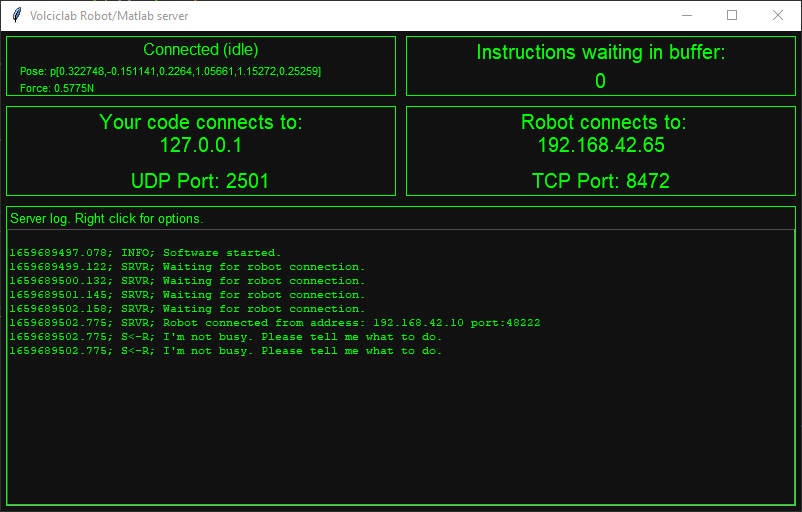 Volciclab Robot/Matlab server
Connected (idle)
Pose: p[0.322748,-0.151141,0.2264,1.05661,1.15272,0.25259]
Force: 0.5775N
Instructions waiting in buffer:
0
Your code connects to:
127.0.0.1
UDP Port: 2501
Robot connects to:
192.168.42.65
TCP Port: 8472
Server log. Right click for options.
1659689497.078; INFO; Software started.
1659689499.122; SRVR; Waiting for robot connection.
1659689500.132; SRVR; Waiting for robot connection.
1659689501.145; SRVR; Waiting for robot connection.
1659689502.158; SRVR; Waiting for robot connection.
1659689502.775; SRVR; Robot connected from address: 192.168.42.10 port:48222
1659689502.775; S<-R; I'm not busy. Please tell me what to do.
1659689502.775; S<-R; I'm not busy. Please tell me what to do.